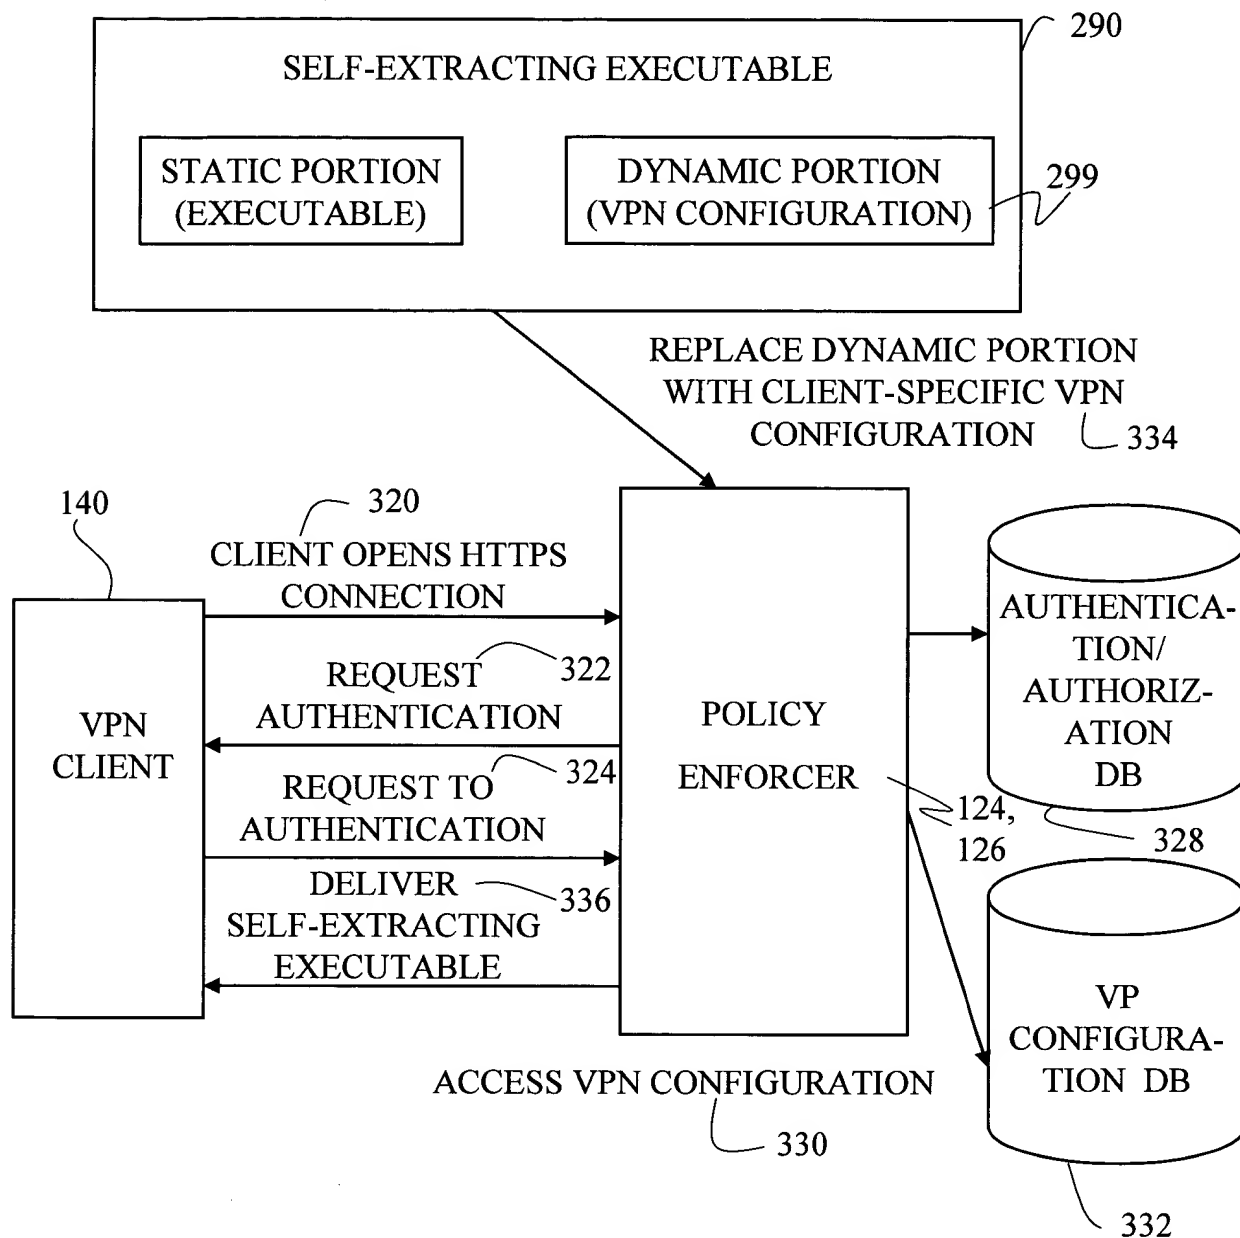 290
SELF-EXTRACTING EXECUTABLE
STATIC PORTION
(EXECUTABLE)
DYNAMIC PORTION
(VPN CONFIGURATION)
299
REPLACE DYNAMIC PORTION
WITH CLIENT-SPECIFIC VPN
CONFIGURATION
334
140
320
CLIENT OPENS HTTPS
CONNECTION
322
REQUEST
AUTHENTICATION
324
REQUEST TO
AUTHENTICATION
336
DELIVER
SELF-EXTRACTING
EXECUTABLE
VPN
CLIENT
POLICY
ENFORCER
124,
126
AUTHENTICA-
TION/
AUTHORIZ-
ATION
DB
328
VP
CONFIGURA-
TION DB
332
ACCESS VPN CONFIGURATION
330